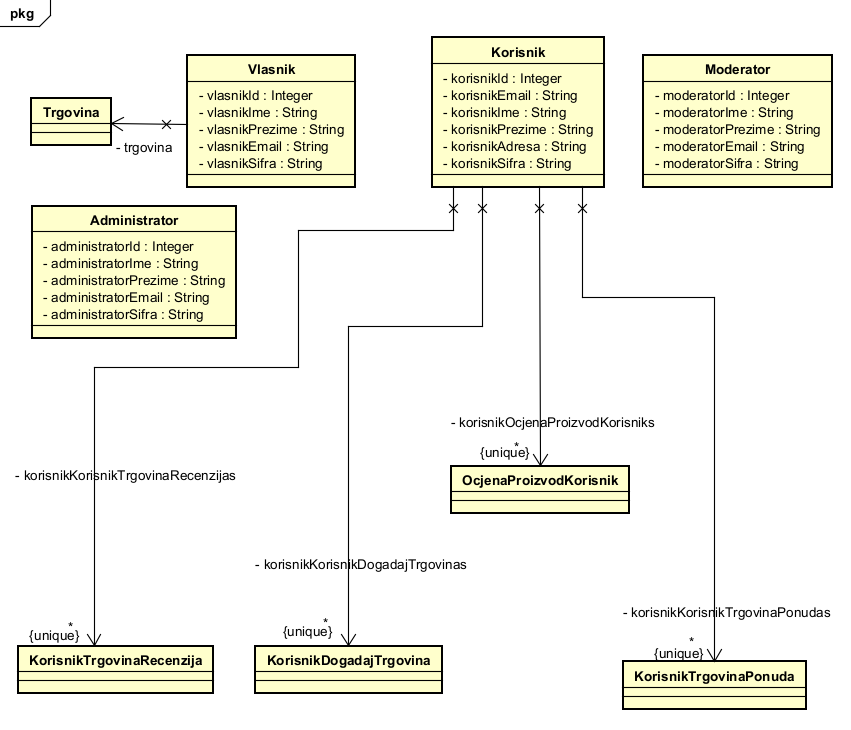 pkg
Trgovina
- trgovina
Vlasnik
- vlasnikId : Integer
- vlasnikIme : String
- vlasnikPrezime : String
- vlasnikEmail : String
- vlasnikSifra : String
Korisnik
- korisnikId : Integer
- korisnikEmail : String
- korisnikIme : String
- korisnikPrezime : String
- korisnikAdresa : String
- korisnikSifra : String
Moderator
- moderatorId : Integer
- moderatorIme : String
- moderatorPrezime : String
- moderatorEmail : String
- moderatorSifra : String
Administrator
- administratorId : Integer
- administratorIme : String
- administratorPrezime : String
- administratorEmail : String
- administratorSifra : String
- korisnikOcjenaProizvodKorisniks
*
{unique}
OcjenaProizvodKorisnik
- korisnikKorisnikTrgovinaRecenzijas
*
{unique}
KorisnikTrgovinaRecenzija
- korisnikKorisnikDogadajTrgovinas
*
{unique}
KorisnikDogadajTrgovina
- korisnikKorisnikTrgovinaPonudas
*
{unique}
KorisnikTrgovinaPonuda